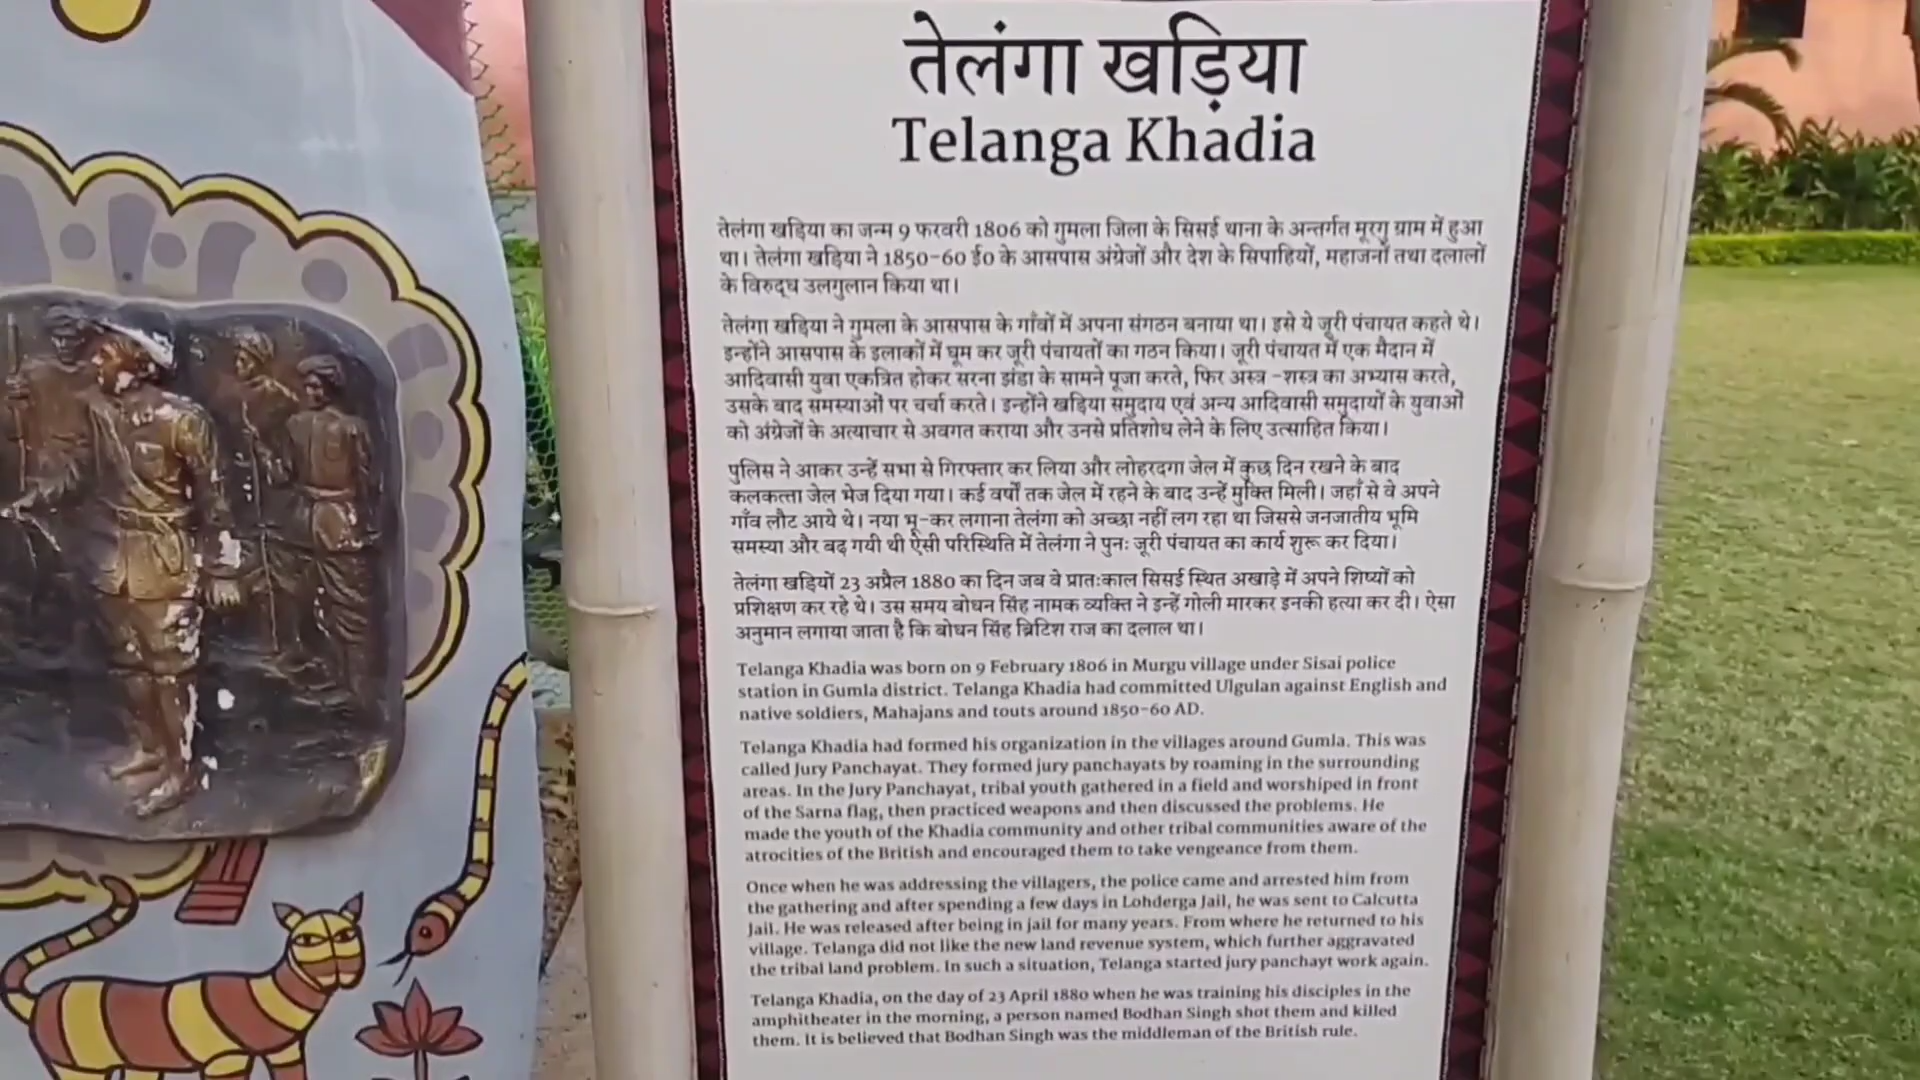 तेलंगा खड़िया
Telanga Khadia
तेलंगा खड़िया का जन्म 9 फरवरी 1806 को गुमला जिला के सिसई थाना के अन्तर्गत मूरगु ग्राम में हुआ
था। तेलंगा खड़िया ने 1850-60 ई0 के आसपास अंग्रेजों और देश के सिपाहियों, महाजनों तथा दलालों
के विरुद्ध उलगुलान किया था।
तेलंगा खड़िया ने गुमला के आसपास के गाँवों में अपना संगठन बनाया था। इसे ये जूरी पंचायत कहते थे।
इन्होंने आसपास के इलाकों में घूम कर जूरी पंचायतों का गठन किया। जूरी पंचायत में एक मैदान में
आदिवासी युवा एकत्रित होकर सरना झंडा के सामने पूजा करते, फिर अस्त्र -शस्त्र का अभ्यास करते,
उसके बाद समस्याओं पर चर्चा करते। इन्होंने खड़िया समुदाय एवं अन्य आदिवासी समुदायों के युवाओं
को अंग्रेजों के अत्याचार से अवगत कराया और उनसे प्रतिशोध लेने के लिए उत्साहित किया।
पुलिस ने आकर उन्हें सभा से गिरफ्तार कर लिया और लोहरदगा जेल में कुछ दिन रखने के बाद
कलकत्ता जेल भेज दिया गया। कई वर्षों तक जेल में रहने के बाद उन्हें मुक्ति मिली। जहाँ से वे अपने
गाँव लौट आये थे। नया भू-कर लगाना तेलंगा को अच्छा नहीं लग रहा था जिससे जनजातीय भूमि
समस्या और बढ़ गयी थी ऐसी परिस्थिति में तेलंगा ने पुनः जूरी पंचायत का कार्य शुरू कर दिया।
तेलंगा खड़ियों 23 अप्रैल 1880 का दिन जब वे प्रातःकाल सिसई स्थित अखाड़े में अपने शिष्यों को
प्रशिक्षण कर रहे थे। उस समय बोधन सिंह नामक व्यक्ति ने इन्हें गोली मारकर इनकी हत्या कर दी। ऐसा
अनुमान लगाया जाता है कि बोधन सिंह ब्रिटिश राज का दलाल था।
Telanga Khadia was born on 9 February 1806 in Murgu village under Sisai police
station in Gumla district. Telanga Khadia had committed Ulgulan against English and
native soldiers, Mahajans and touts around 1850-60 AD.
Telanga Khadia had formed his organization in the villages around Gumla. This was
called Jury Panchayat. They formed jury panchayats by roaming in the surrounding
areas. In the Jury Panchayat, tribal youth gathered in a field and worshiped in front
of the Sarna flag, then practiced weapons and then discussed the problems. He
made the youth of the Khadia community and other tribal communities aware of the
atrocities of the British and encouraged them to take vengeance from them.
Once when he was addressing the villagers, the police came and arrested him from
the gathering and after spending a few days in Lohderga Jail, he was sent to Calcutta
Jail. He was released after being in jail for many years. From where he returned to his
village. Telanga did not like the new land revenue system, which further aggravated
the tribal land problem. In such a situation, Telanga started jury panchayt work again.
Telanga Khadia, on the day of 23 April 1880 when he was training his disciples in the
amphitheater in the morning, a person named Bodhan Singh shot them and killed
them. It is believed that Bodhan Singh was the middleman of the British rule.